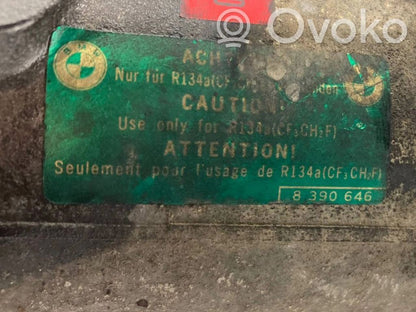 Ovoko
BMW
Nur für R134a(CF
CAUTION!
Use only for R134a(CF₃CH₂F)
ATTENTION!
Seulement pour l'usage de R134a(CF₃CH₂F)
8 390 646